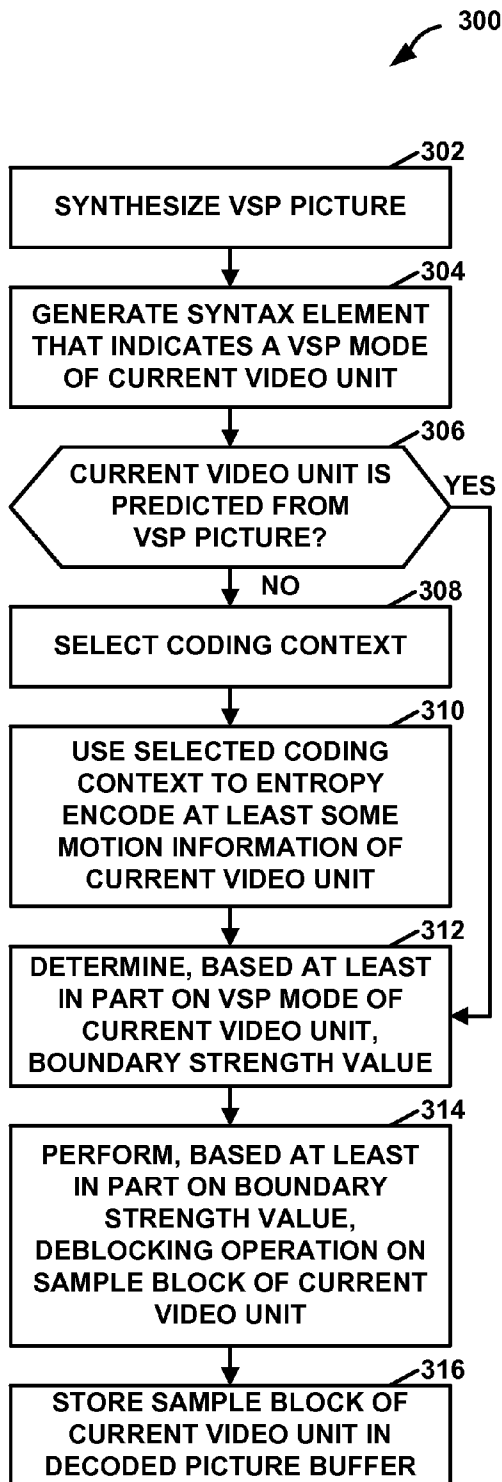 300
302
SYNTHESIZE VSP PICTURE
304
GENERATE SYNTAX ELEMENT
THAT INDICATES A VSP MODE
OF CURRENT VIDEO UNIT
306
CURRENT VIDEO UNIT IS
PREDICTED FROM
VSP PICTURE?
YES
NO
308
SELECT CODING CONTEXT
310
USE SELECTED CODING
CONTEXT TO ENTROPY
ENCODE AT LEAST SOME
MOTION INFORMATION OF
CURRENT VIDEO UNIT
312
DETERMINE, BASED AT LEAST
IN PART ON VSP MODE OF
CURRENT VIDEO UNIT,
BOUNDARY STRENGTH VALUE
314
PERFORM, BASED AT LEAST
IN PART ON BOUNDARY
STRENGTH VALUE,
DEBLOCKING OPERATION ON
SAMPLE BLOCK OF CURRENT
VIDEO UNIT
316
STORE SAMPLE BLOCK OF
CURRENT VIDEO UNIT IN
DECODED PICTURE BUFFER